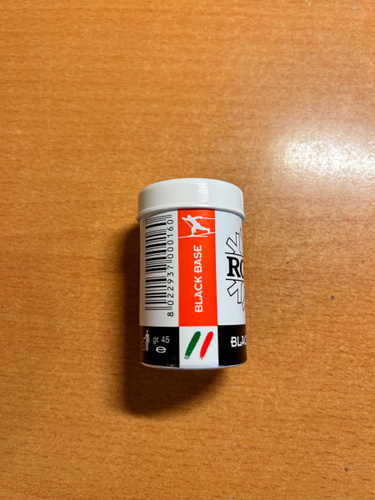 8 022937 000160
BLACK BASE
gr. 45
℮
RO
BLAC